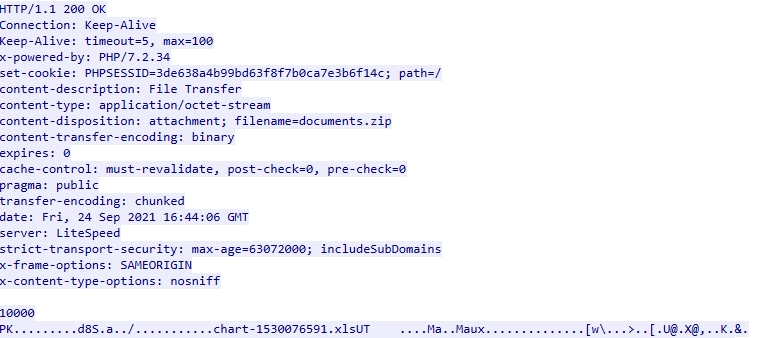 HTTP/1.1 200 OK
Connection: Keep-Alive
Keep-Alive: timeout=5, max=100
x-powered-by: PHP/7.2.34
set-cookie: PHPSESSID=3de638a4b99bd63f8f7b0ca7e3b6f14c; path=/
content-description: File Transfer
content-type: application/octet-stream
content-disposition: attachment; filename=documents.zip
content-transfer-encoding: binary
expires: 0
cache-control: must-revalidate, post-check=0, pre-check=0
pragma: public
transfer-encoding: chunked
date: Fri, 24 Sep 2021 16:44:06 GMT
server: LiteSpeed
strict-transport-security: max-age=63072000; includeSubDomains
x-frame-options: SAMEORIGIN
x-content-type-options: nosniff
10000
PK.........d8S.a../...........chart-1530076591.xlsUT    ....Ma..Maux.............[w\...>..[.U@.X@,..K.&.